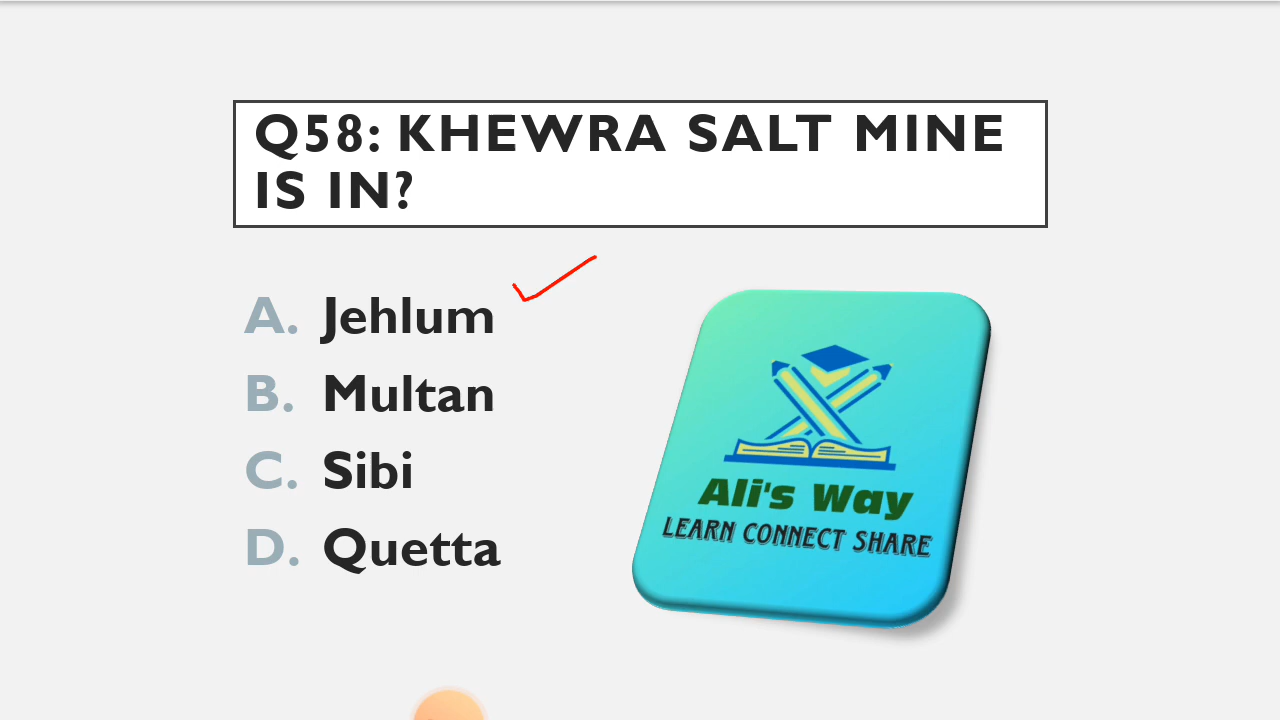 Q58: KHEWRA SALT MINE
IS IN?
A. Jehlum
B. Multan
C. Sibi
D. Quetta
Ali's Way
LEARN CONNECT SHARE